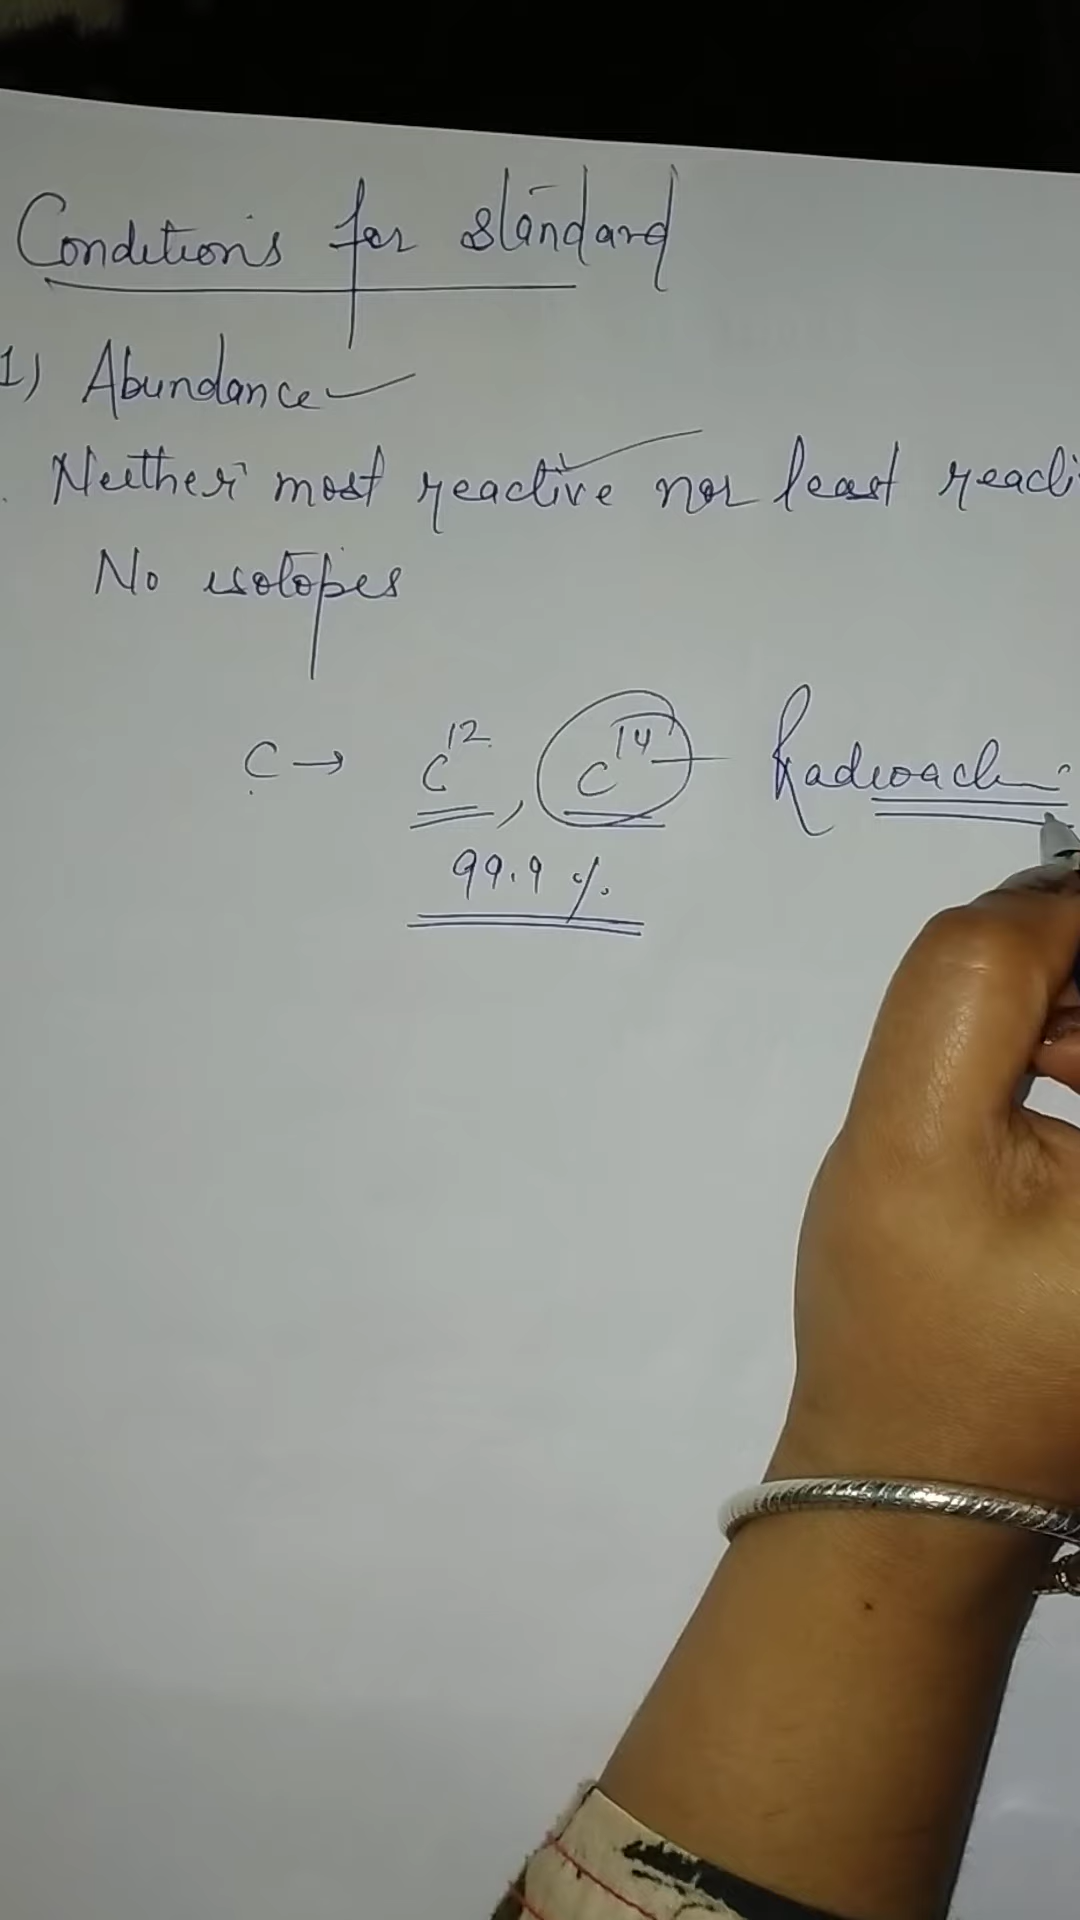 Conditions for standard
1) Abundance
Neither most reactive nor least reacti
No isotopes
C → C¹², C¹⁴ – Radioacti
99.9 %